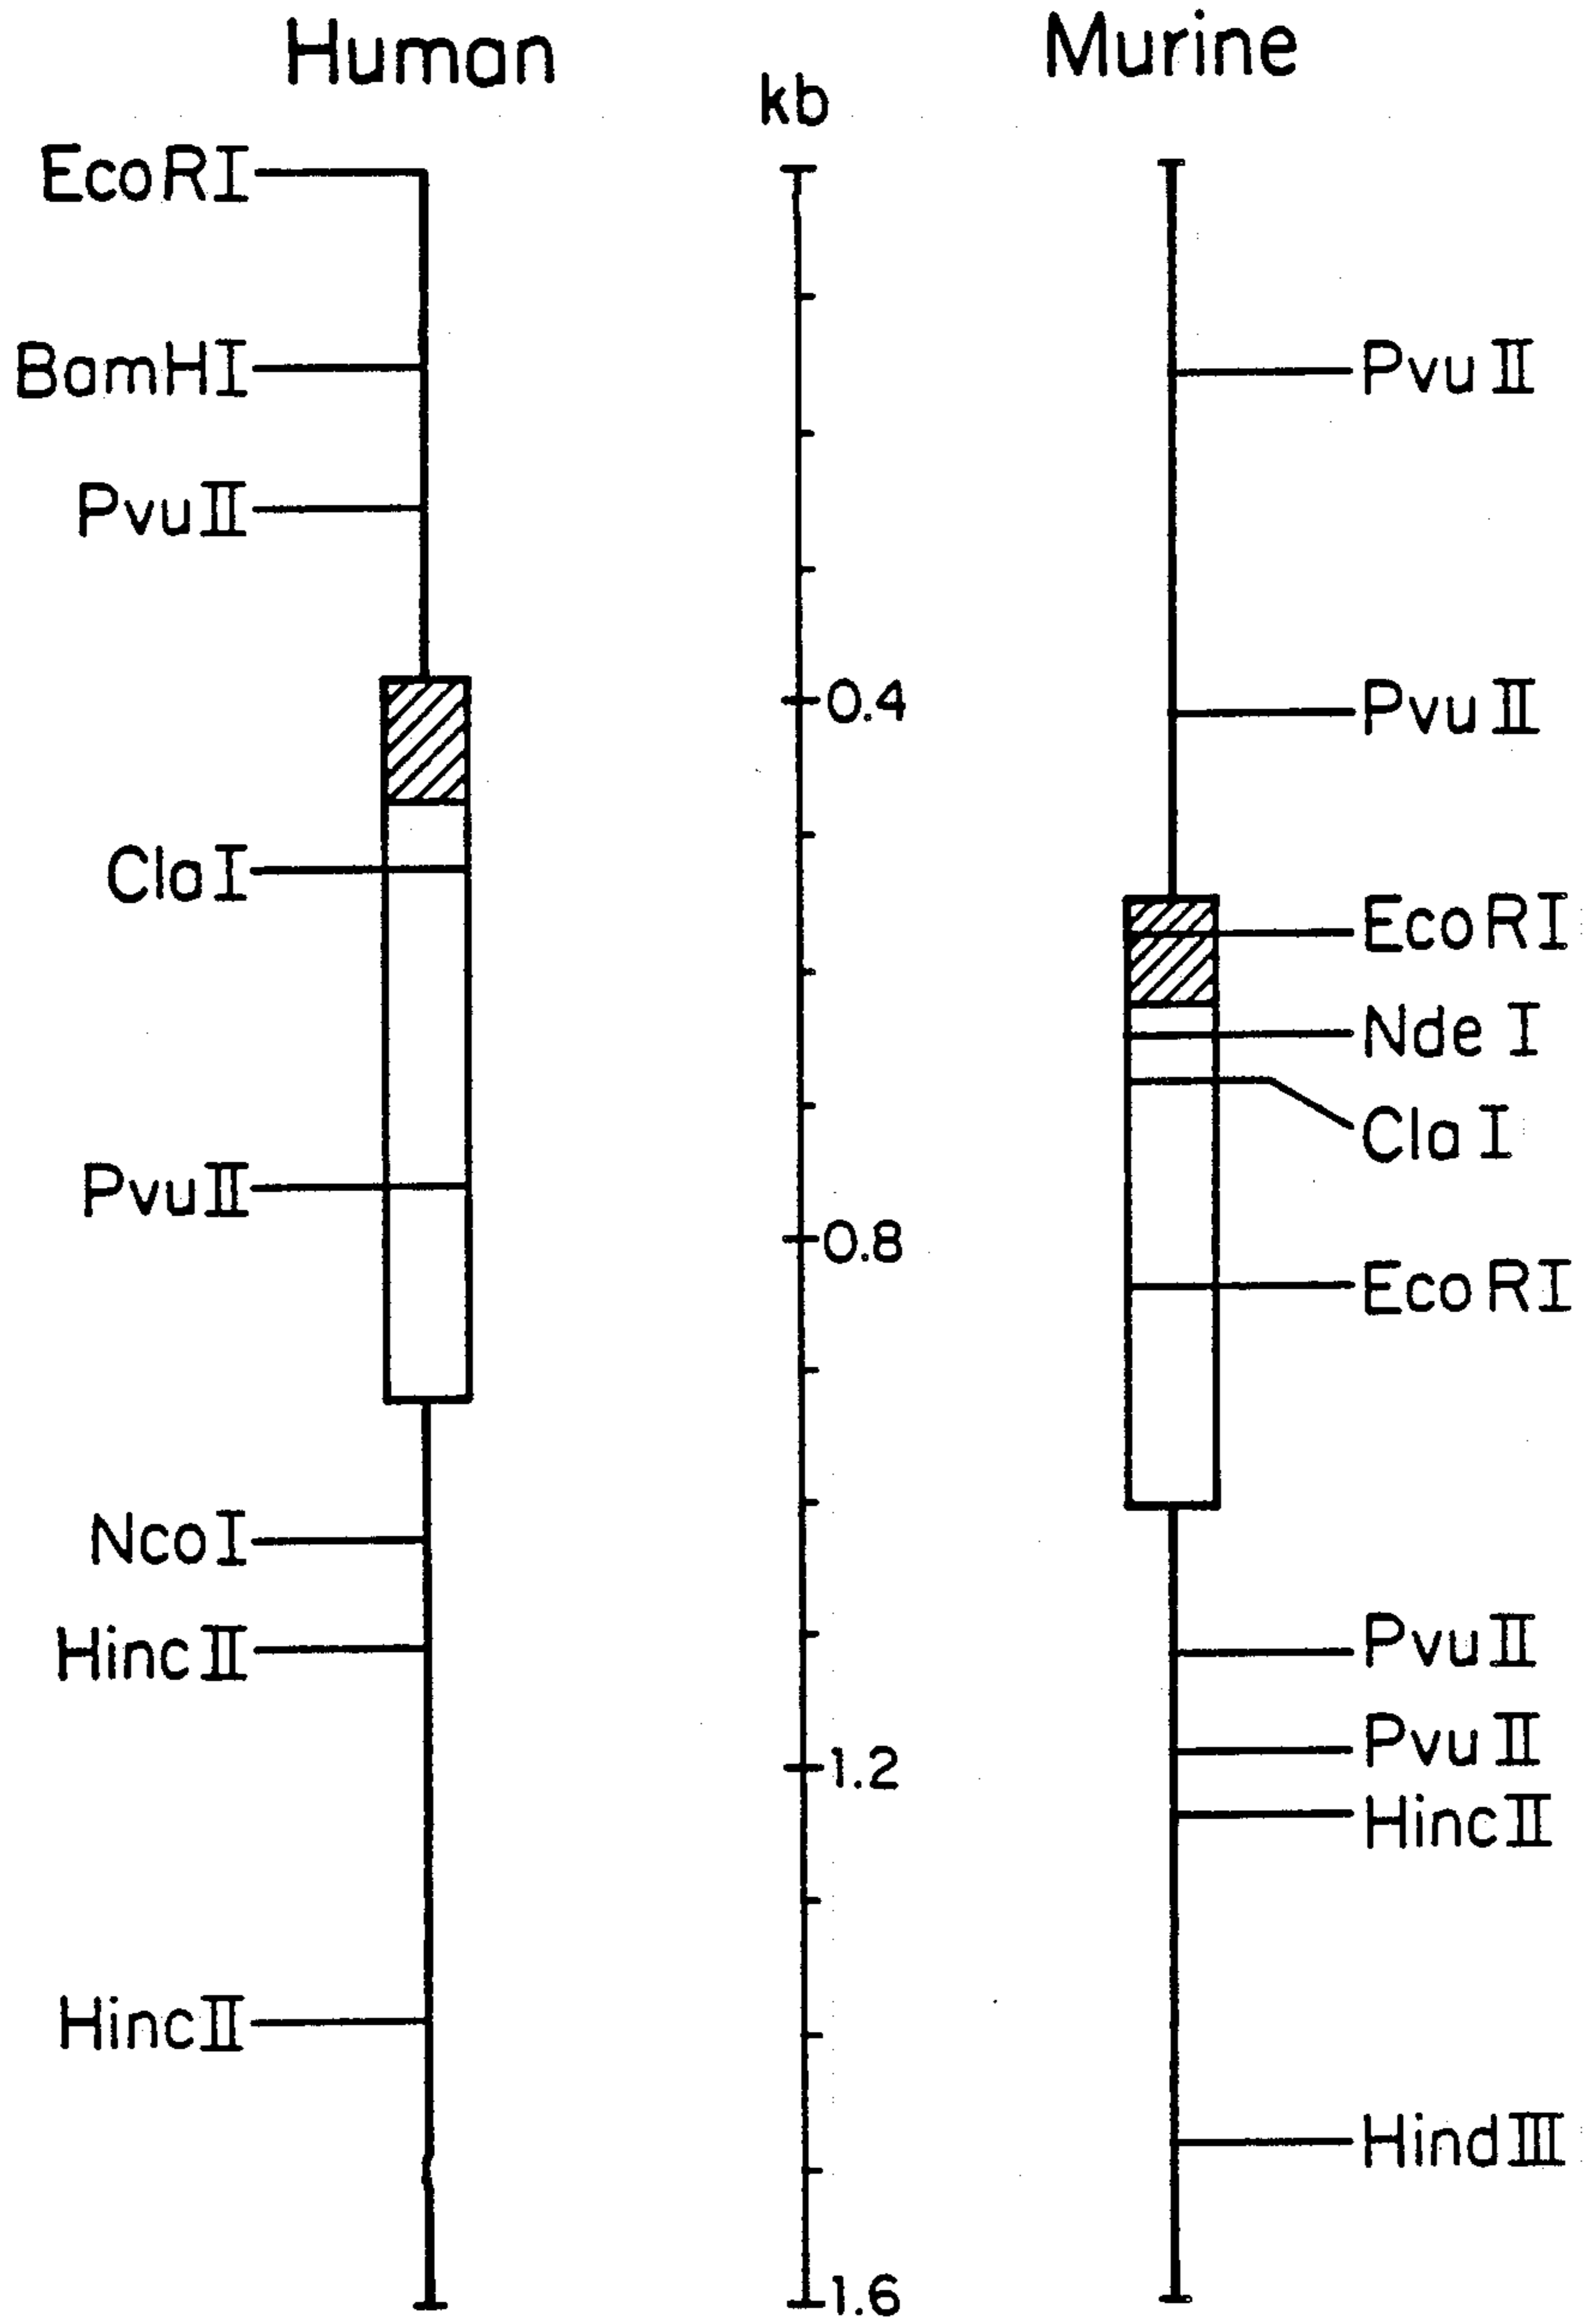 Human
kb
Murine
EcoRI
BamHI
PvuII
ClaI
PvuII
NcoI
HincII
HincII
0.4
0.8
1.2
1.6
PvuII
PvuII
EcoRI
NdeI
ClaI
EcoRI
PvuII
PvuII
HincII
HindIII